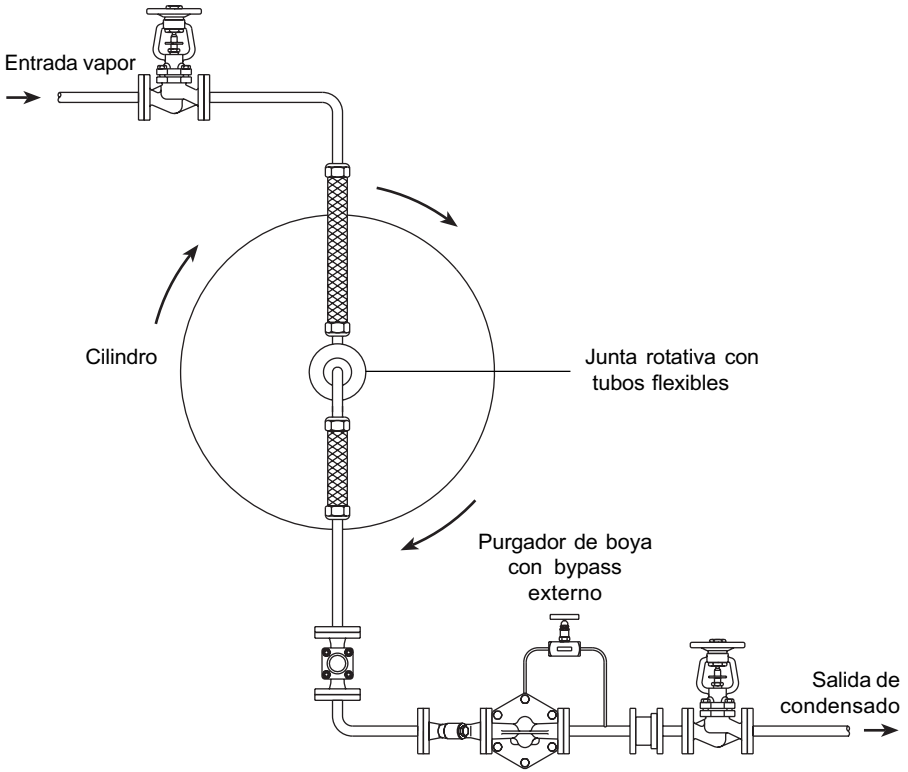 Entrada vapor
Cilindro
Junta rotativa con
tubos flexibles
Purgador de boya
con bypass
externo
Salida de
condensado